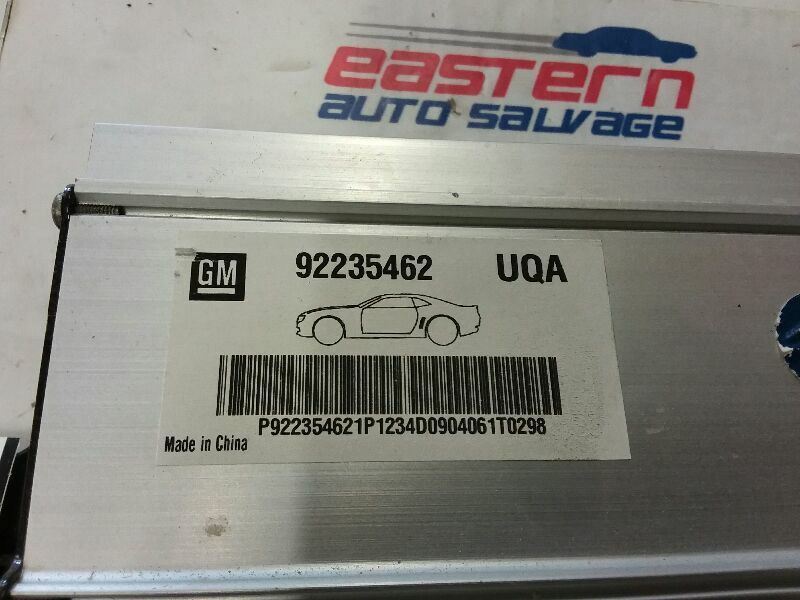 eastern
AUTO SALVAGE
GM 92235462 UQA
P922354621P1234D0904061T0298
Made in China